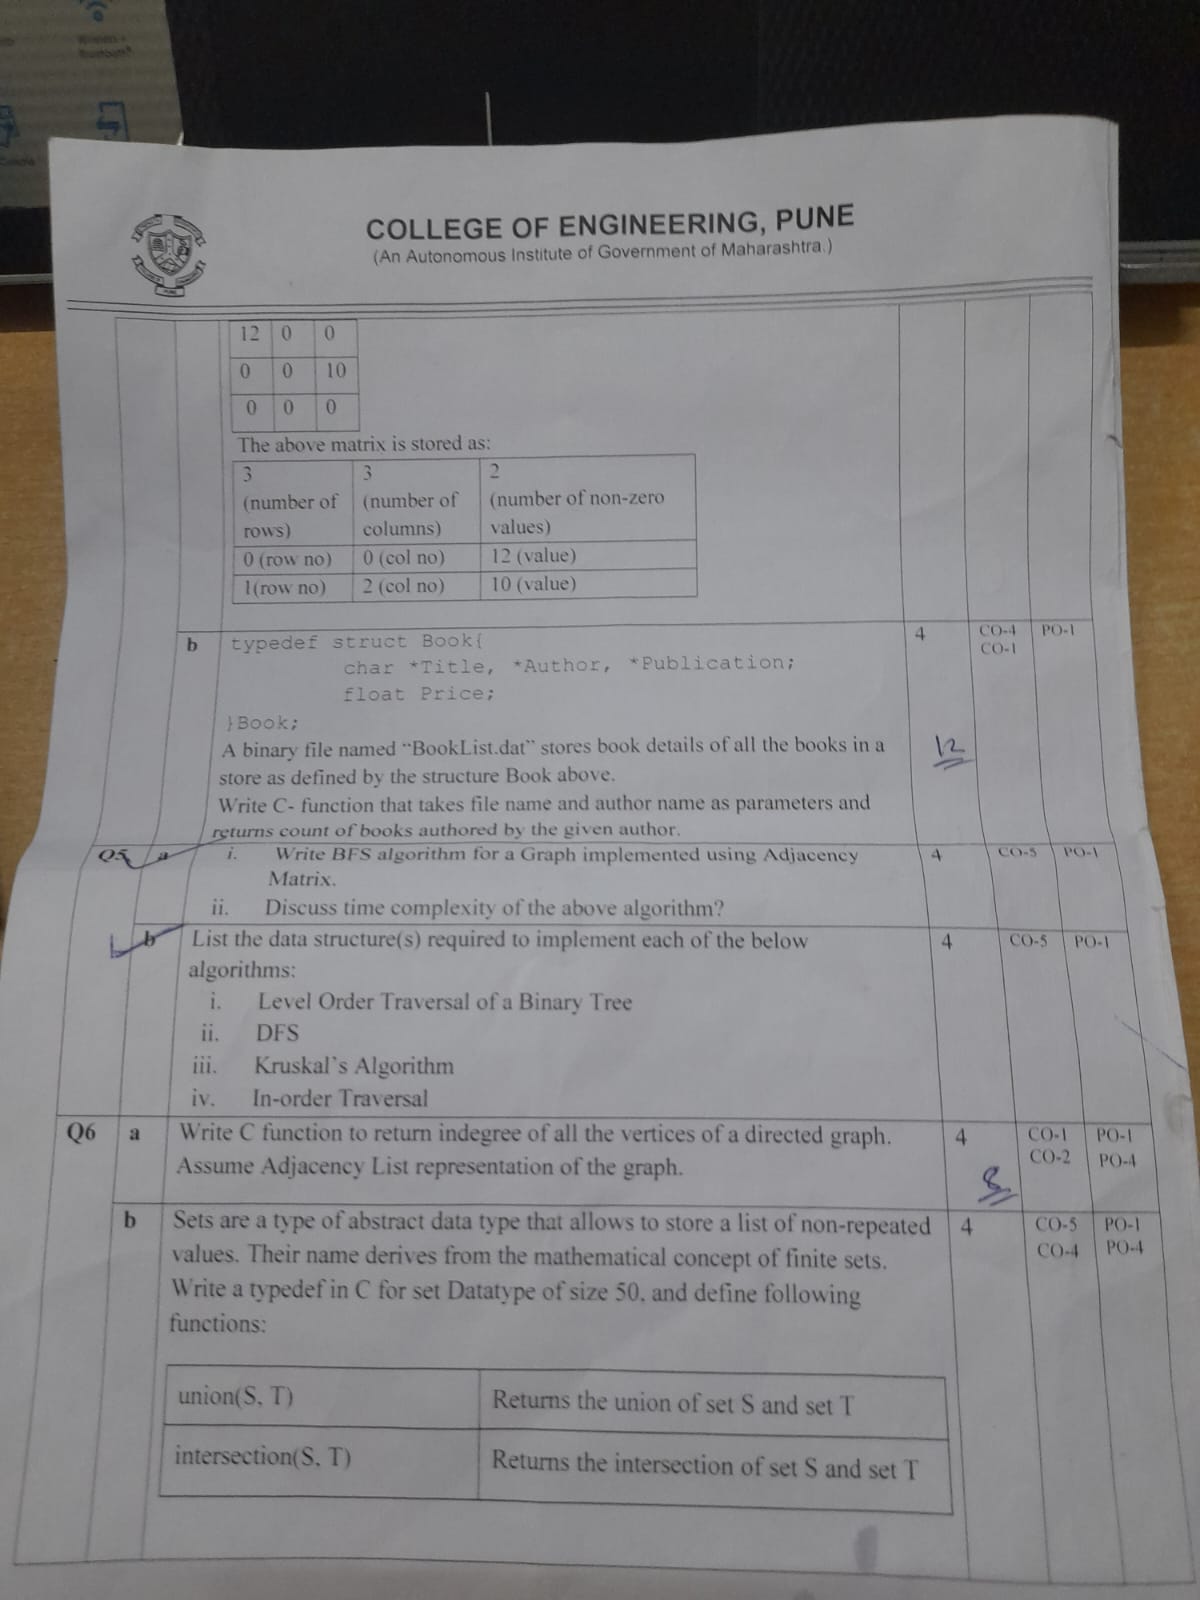 COLLEGE OF ENGINEERING, PUNE
(An Autonomous Institute of Government of Maharashtra.)
12 0 0
0 0 10
0 0 0
The above matrix is stored as:
3 3 2
(number of (number of (number of non-zero
rows) columns) values)
0 (row no) 0 (col no) 12 (value)
1(row no) 2 (col no) 10 (value)
b typedef struct Book{ 4 CO-4 PO-1
char *Title, *Author, *Publication; CO-1
float Price;
}Book;
A binary file named “BookList.dat” stores book details of all the books in a 12
store as defined by the structure Book above.
Write C- function that takes file name and author name as parameters and
returns count of books authored by the given author.
Q5 a i. Write BFS algorithm for a Graph implemented using Adjacency 4 CO-5 PO-1
Matrix.
ii. Discuss time complexity of the above algorithm?
b List the data structure(s) required to implement each of the below 4 CO-5 PO-1
algorithms:
i. Level Order Traversal of a Binary Tree
ii. DFS
iii. Kruskal's Algorithm
iv. In-order Traversal
Q6 a Write C function to return indegree of all the vertices of a directed graph. 4 CO-1 PO-1
Assume Adjacency List representation of the graph. CO-2 PO-4
8
b Sets are a type of abstract data type that allows to store a list of non-repeated 4 CO-5 PO-1
values. Their name derives from the mathematical concept of finite sets. CO-4 PO-4
Write a typedef in C for set Datatype of size 50, and define following
functions:
union(S, T) Returns the union of set S and set T
intersection(S, T) Returns the intersection of set S and set T